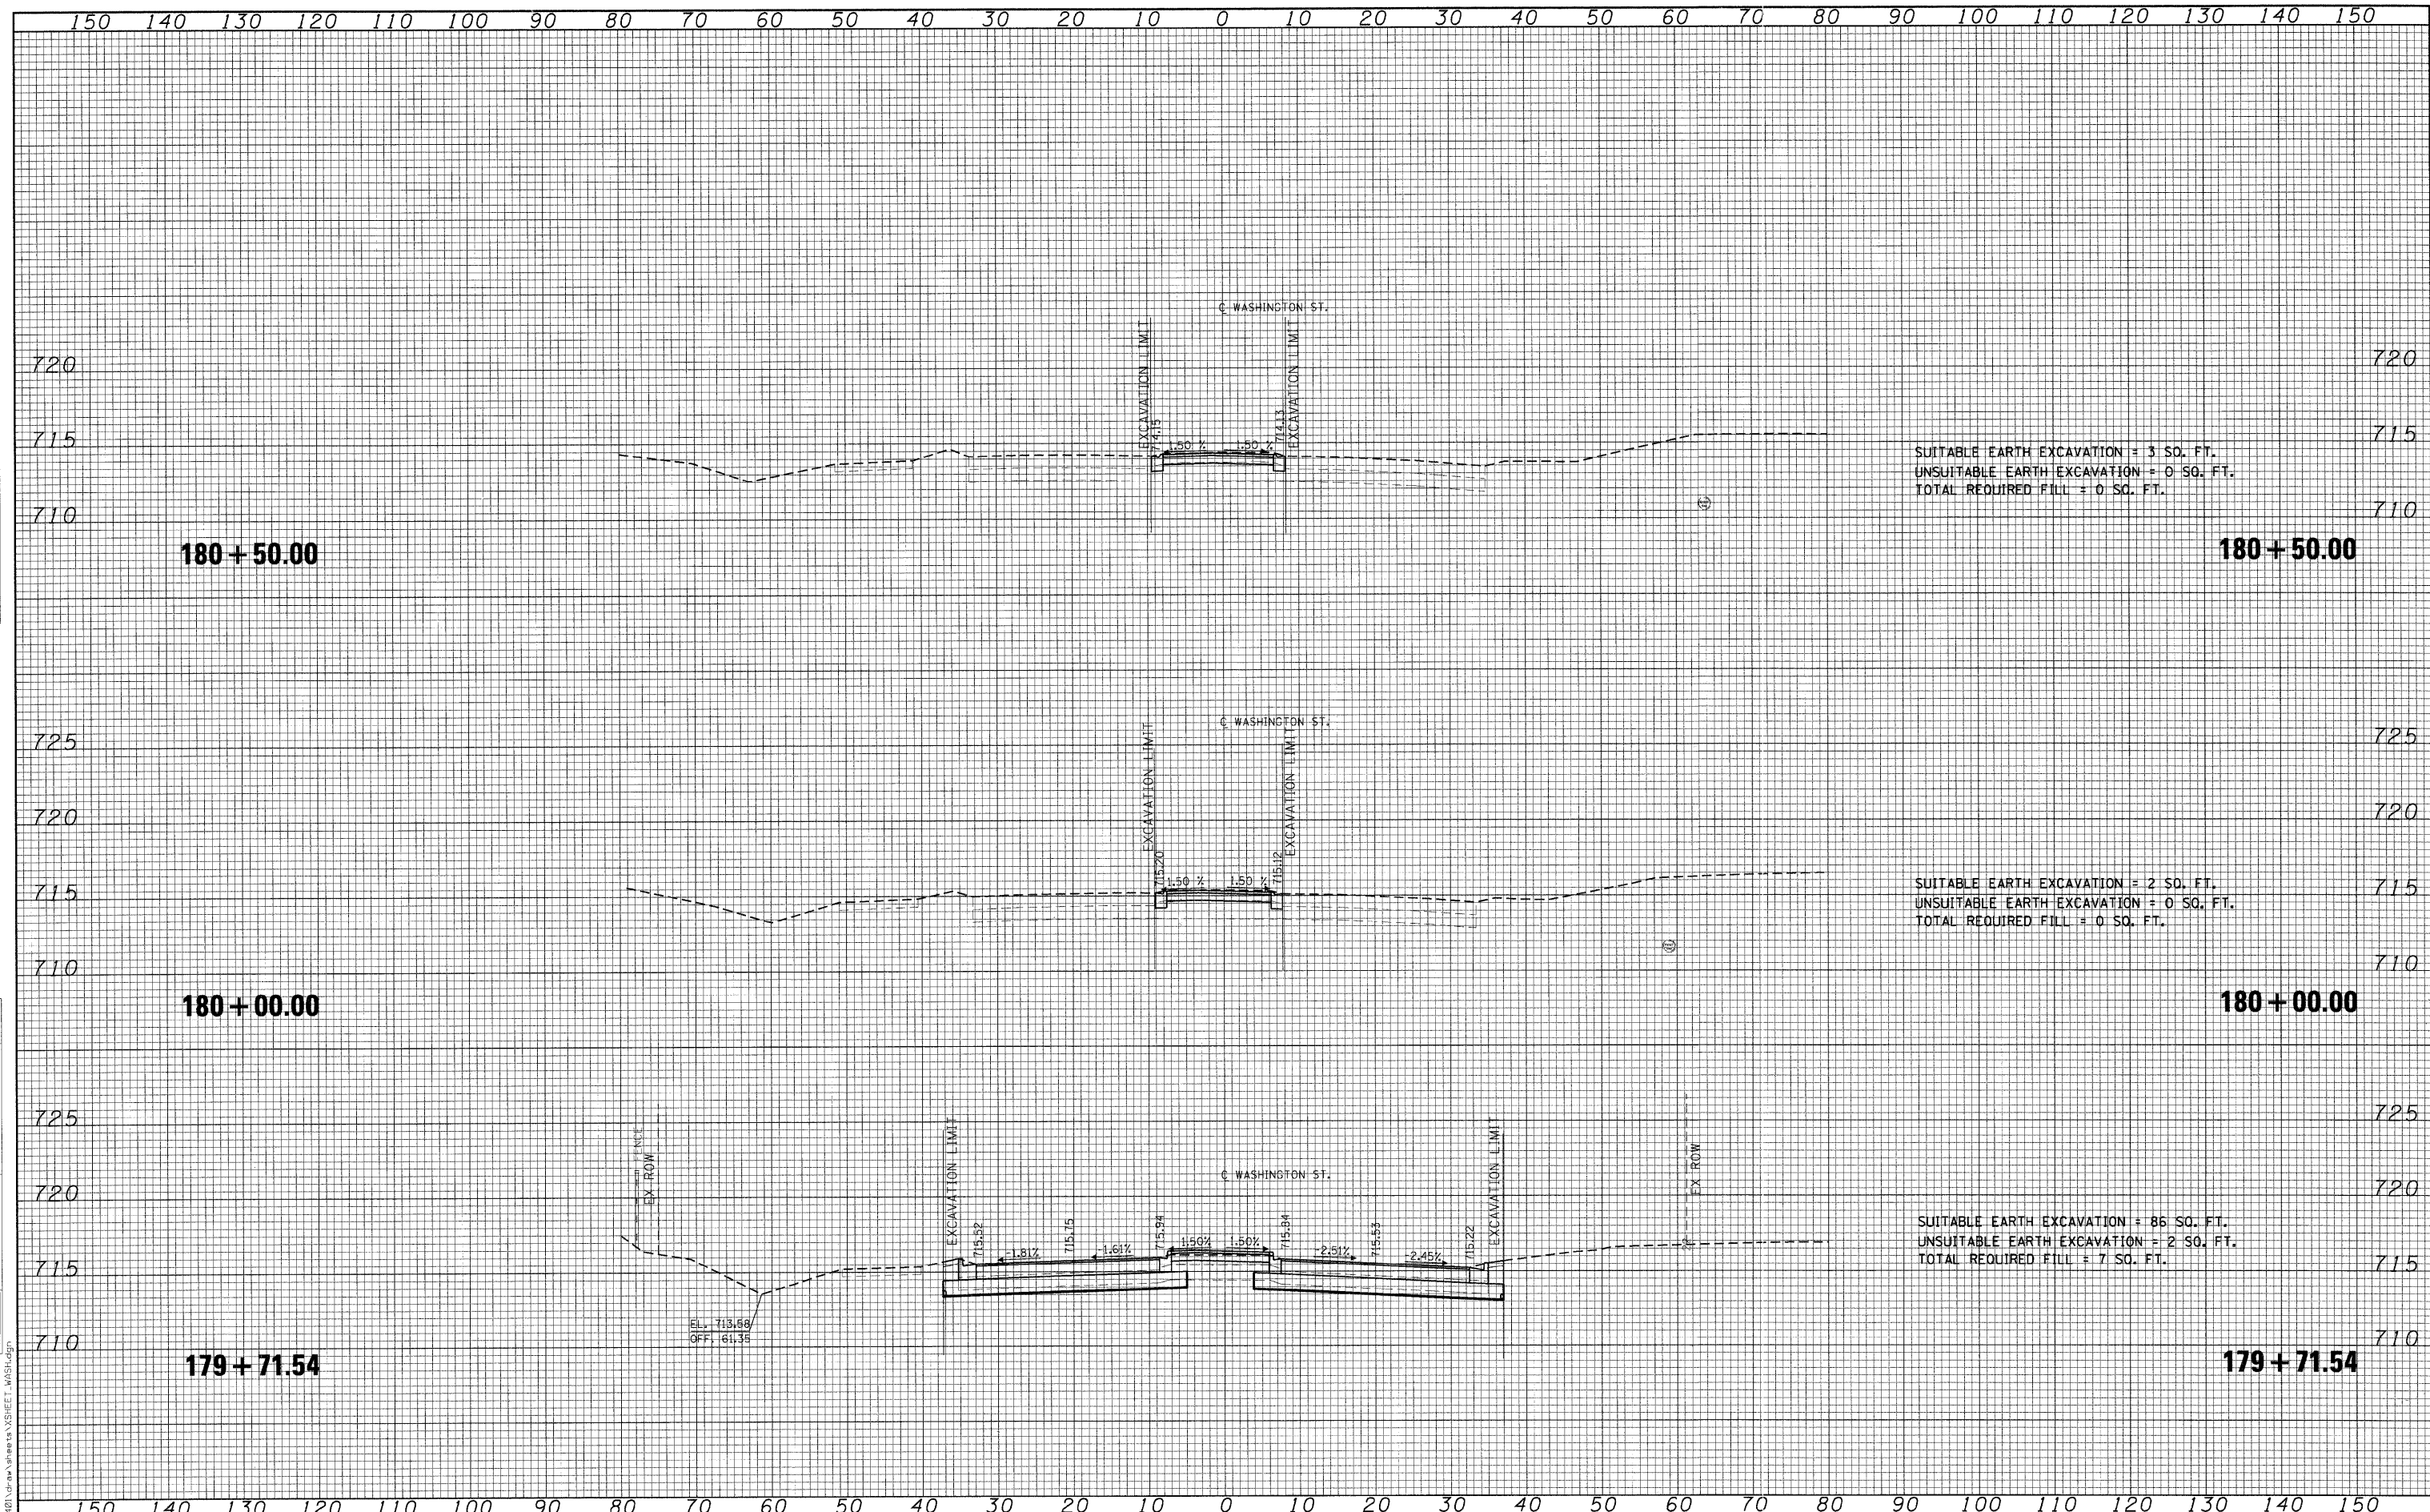 150 140 130 120 110 100 90 80 70 60 50 40 30 20 10 0 10 20 30 40 50 60 70 80 90 100 110 120 130 140 150
℄ WASHINGTON ST.
EXCAVATION LIMIT
EXCAVATION LIMIT
720
720
714.15
714.13
715
1.50 %
1.50 %
715
SUITABLE EARTH EXCAVATION = 3 SQ. FT.
UNSUITABLE EARTH EXCAVATION = 0 SQ. FT.
TOTAL REQUIRED FILL = 0 SQ. FT.
710
710
180+50.00
180+50.00
℄ WASHINGTON ST.
725
725
EXCAVATION LIMIT
EXCAVATION LIMIT
720
720
715.20
715.12
715
1.50 %
1.50 %
715
SUITABLE EARTH EXCAVATION = 2 SQ. FT.
UNSUITABLE EARTH EXCAVATION = 0 SQ. FT.
TOTAL REQUIRED FILL = 0 SQ. FT.
710
710
180+00.00
180+00.00
725
725
FENCE
EX ROW
EXCAVATION LIMIT
℄ WASHINGTON ST.
EXCAVATION LIMIT
EX ROW
720
720
715.52
715.75
715.94
715.84
715.53
715.22
-1.81%
-1.61%
1.50%
1.50%
-2.51%
-2.45%
SUITABLE EARTH EXCAVATION = 86 SQ. FT.
UNSUITABLE EARTH EXCAVATION = 2 SQ. FT.
TOTAL REQUIRED FILL = 7 SQ. FT.
715
715
EL. 713.58
OFF. 61.35
710
710
179+71.54
179+71.54
150 140 130 120 110 100 90 80 70 60 50 40 30 20 10 0 10 20 30 40 50 60 70 80 90 100 110 120 130 140 150